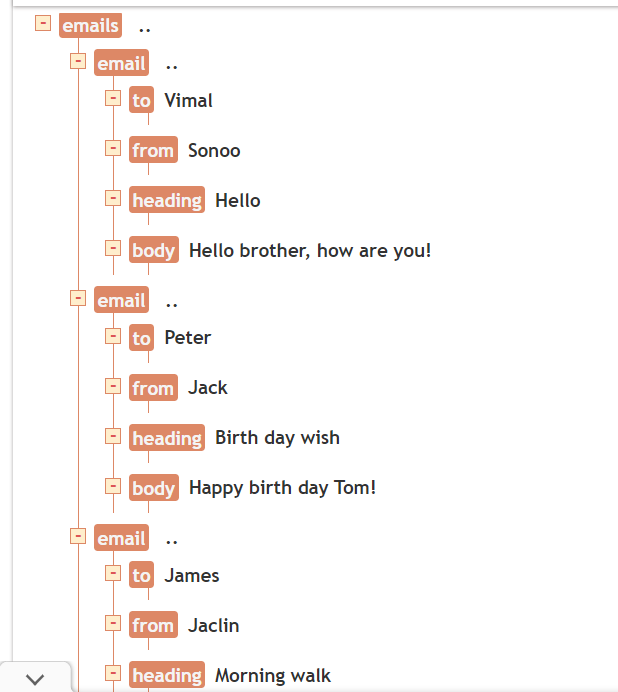 emails ..
email ..
to Vimal
from Sonoo
heading Hello
body Hello brother, how are you!
email ..
to Peter
from Jack
heading Birth day wish
body Happy birth day Tom!
email ..
to James
from Jaclin
heading Morning walk